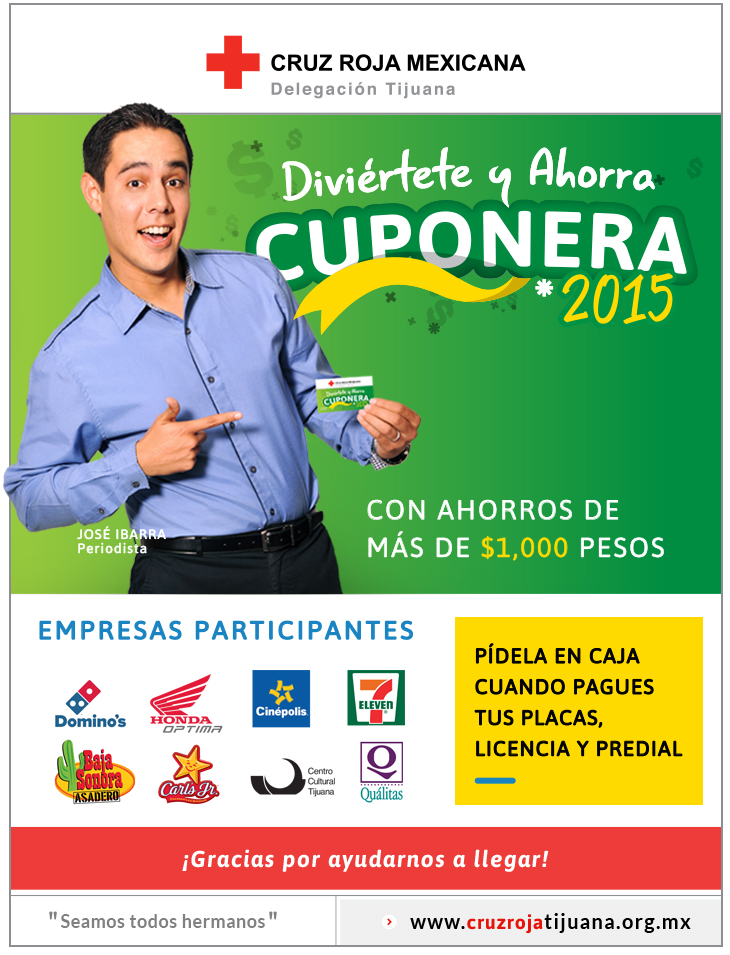 CRUZ ROJA MEXICANA
Delegación Tijuana
Diviértete y Ahorra
CUPONERA
2015
Diviértete y Ahorra
CUPONERA
JOSÉ IBARRA
Periodista
CON AHORROS DE
MÁS DE $1,000 PESOS
EMPRESAS PARTICIPANTES
Domino's
HONDA
OPTIMA
Cinépolis
7
ELEVEN
Baja
Sonora
ASADERO
Carl's Jr.
Centro
Cultural
Tijuana
Q
Quálitas
PÍDELA EN CAJA
CUANDO PAGUES
TUS PLACAS,
LICENCIA Y PREDIAL
¡Gracias por ayudarnos a llegar!
"Seamos todos hermanos"
www.cruzrojatijuana.org.mx